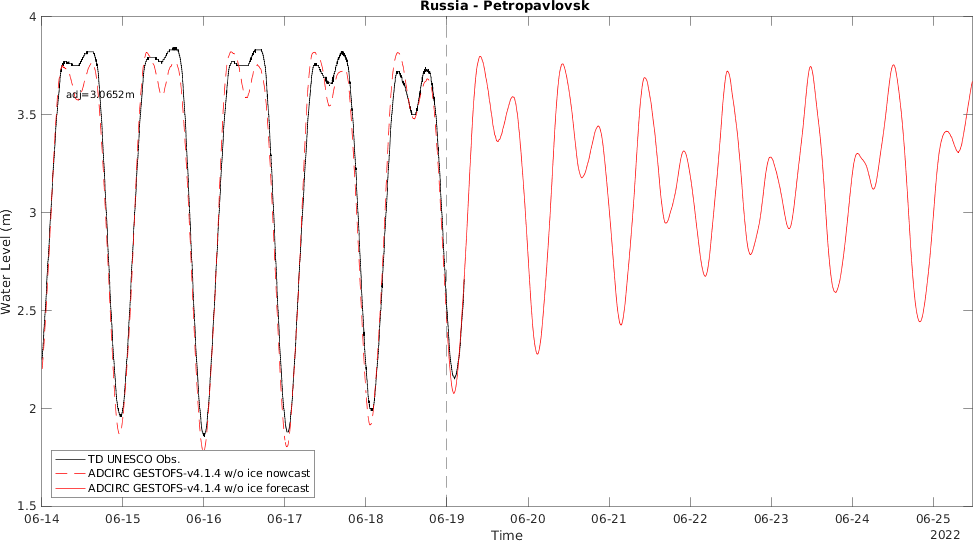 Russia - Petropavlovsk
4
3.5
3
2.5
2
1.5
Water Level (m)
adj=3.0652m
TD UNESCO Obs.
ADCIRC GESTOFS-v4.1.4 w/o ice nowcast
ADCIRC GESTOFS-v4.1.4 w/o ice forecast
06-14 06-15 06-16 06-17 06-18 06-19 06-20 06-21 06-22 06-23 06-24 06-25
2022
Time